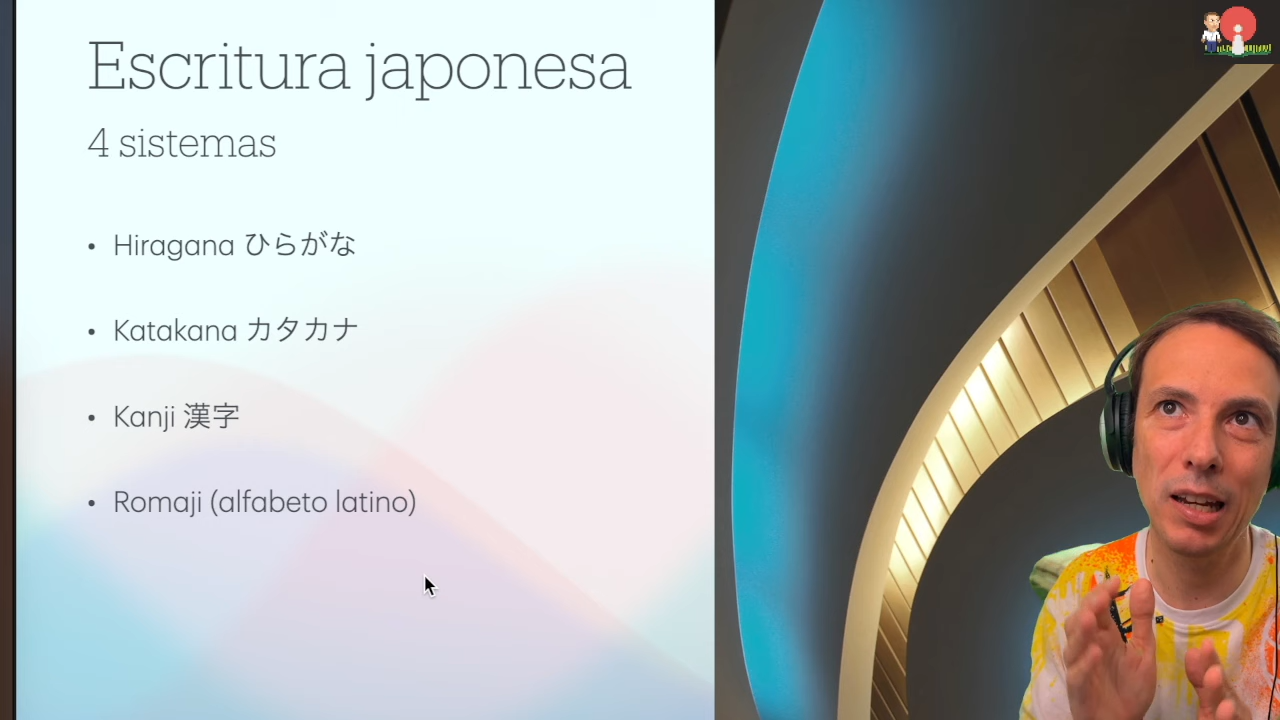 Escritura japonesa
4 sistemas
• Hiragana ひらがな
• Katakana カタカナ
• Kanji 漢字
• Romaji (alfabeto latino)